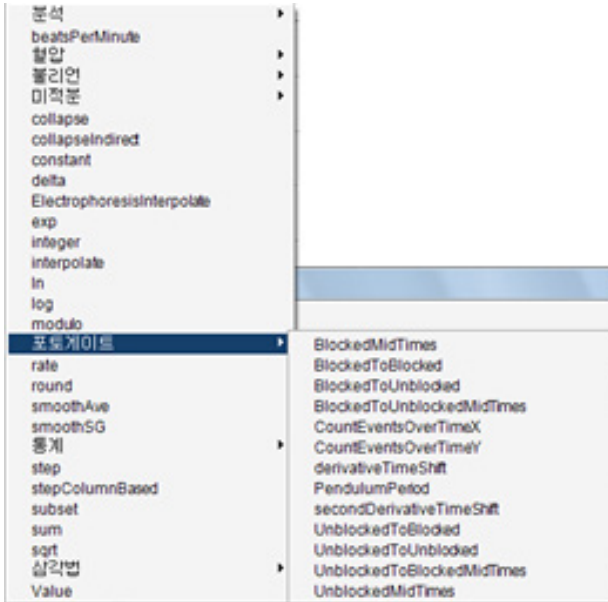 분석
beatsPerMinute
혈압
불리언
미적분
collapse
collapseIndirect
constant
delta
ElectrophoresisInterpolate
exp
integer
interpolate
ln
log
modulo
포토게이트
rate
round
smoothAve
smoothSG
통계
step
stepColumnBased
subset
sum
sqrt
삼각법
Value
BlockedMidTimes
BlockedToBlocked
BlockedToUnblocked
BlockedToUnblockedMidTimes
CountEventsOverTimeX
CountEventsOverTimeY
derivativeTimeShift
PendulumPeriod
secondDerivativeTimeShift
UnblockedToBlocked
UnblockedToUnblocked
UnblockedToBlockedMidTimes
UnblockedMidTimes